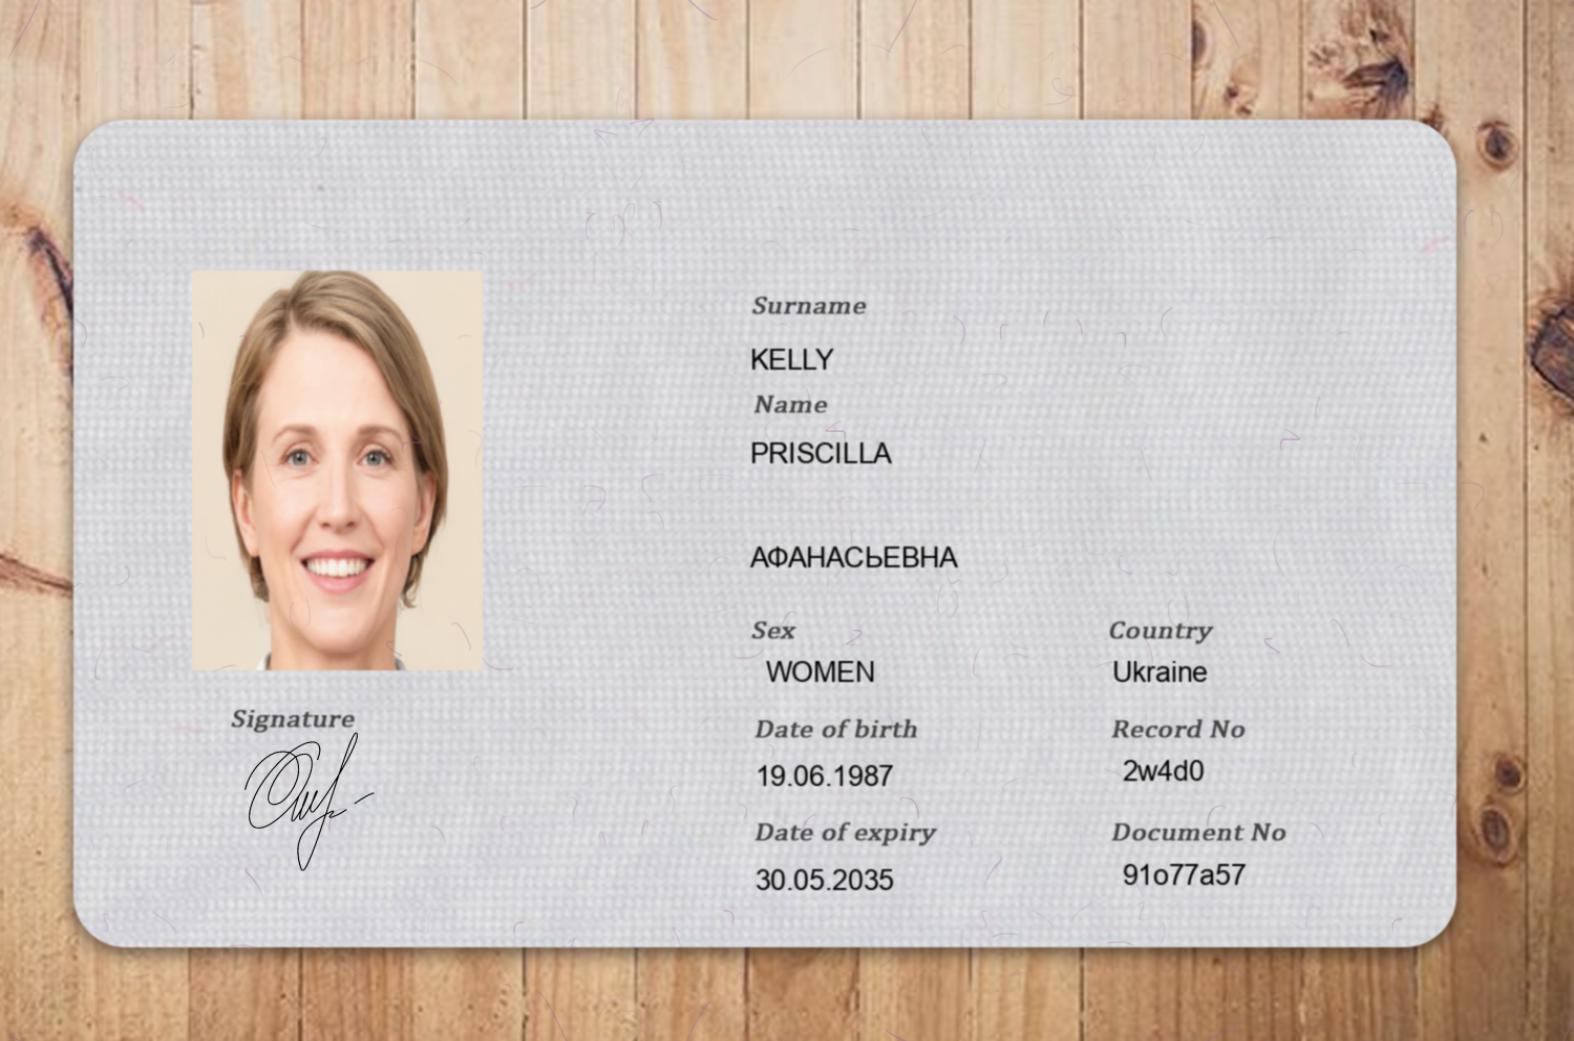 Surname
KELLY
Name
PRISCILLA
АФАНАСЬЕВНА
Sex
Country
WOMEN
Ukraine
Signature
Date of birth
Record No
19.06.1987
2w4d0
Date of expiry
Document No
30.05.2035
91o77a57